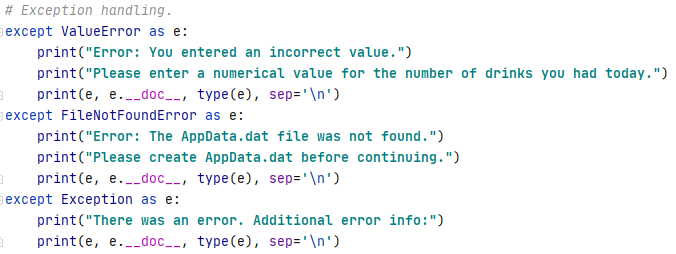 # Exception handling.
except ValueError as e:
    print("Error: You entered an incorrect value.")
    print("Please enter a numerical value for the number of drinks you had today.")
    print(e, e.__doc__, type(e), sep='\n')
except FileNotFoundError as e:
    print("Error: The AppData.dat file was not found.")
    print("Please create AppData.dat before continuing.")
    print(e, e.__doc__, type(e), sep='\n')
except Exception as e:
    print("There was an error. Additional error info:")
    print(e, e.__doc__, type(e), sep='\n')